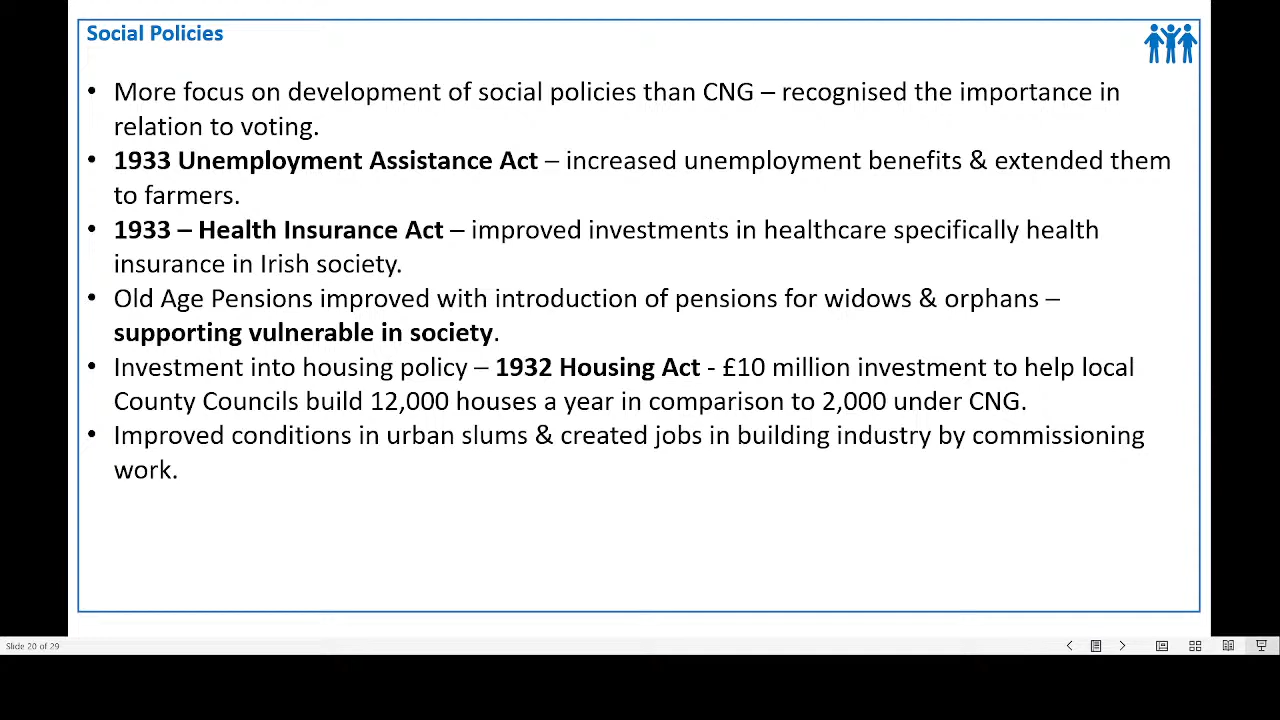 Social Policies
• More focus on development of social policies than CNG – recognised the importance in
relation to voting.
• 1933 Unemployment Assistance Act – increased unemployment benefits & extended them
to farmers.
• 1933 – Health Insurance Act – improved investments in healthcare specifically health
insurance in Irish society.
• Old Age Pensions improved with introduction of pensions for widows & orphans –
supporting vulnerable in society.
• Investment into housing policy – 1932 Housing Act - £10 million investment to help local
County Councils build 12,000 houses a year in comparison to 2,000 under CNG.
• Improved conditions in urban slums & created jobs in building industry by commissioning
work.
Slide 20 of 29